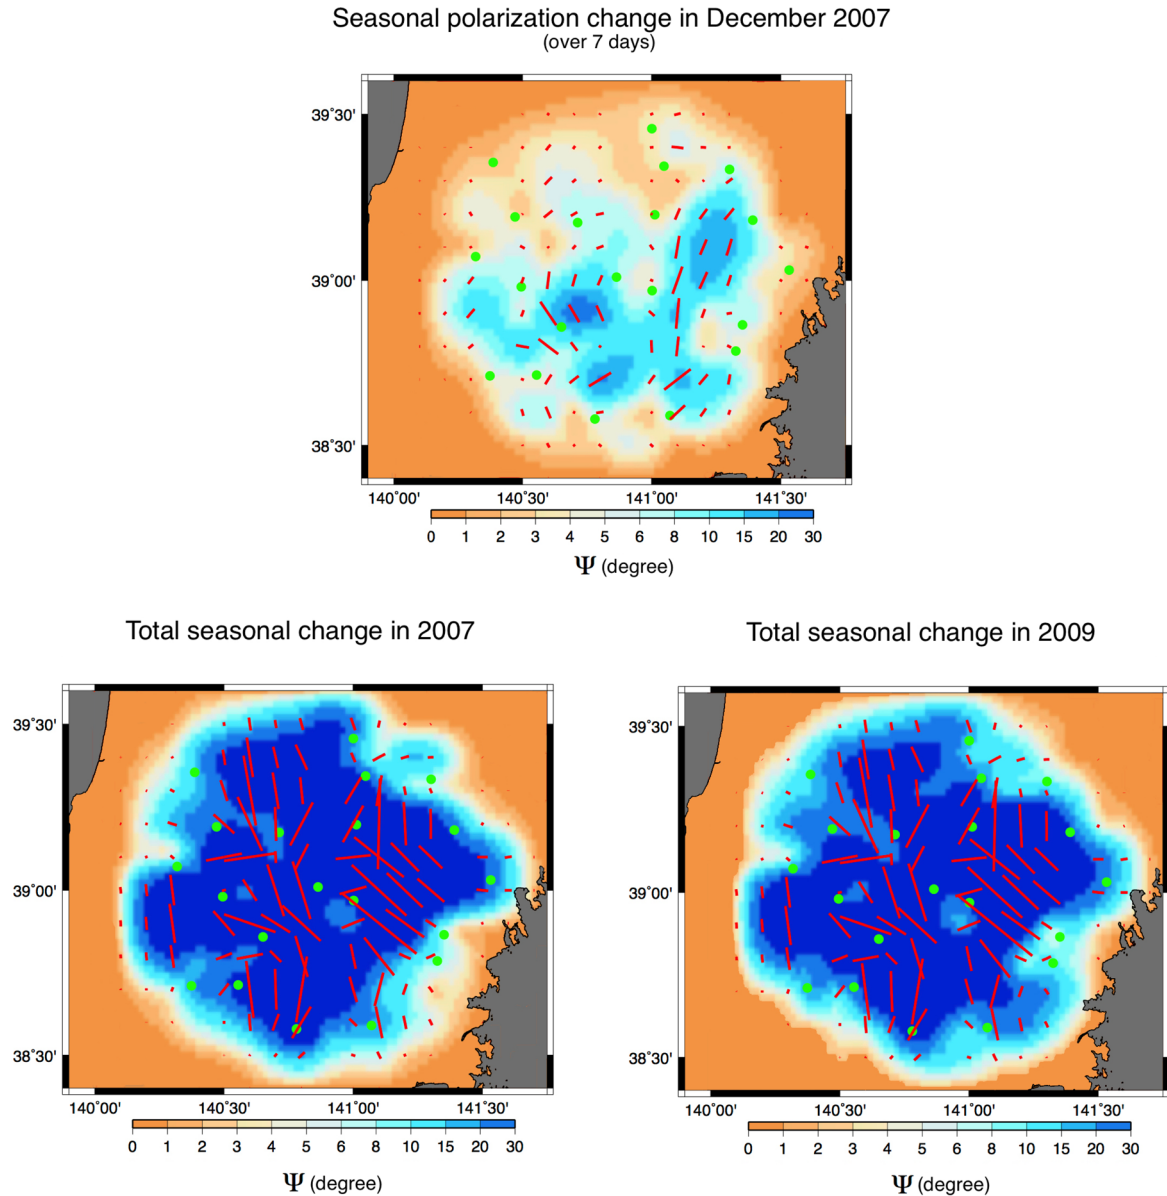 Seasonal polarization change in December 2007
(over 7 days)
39°30'
39°00'
38°30'
140°00' 140°30' 141°00' 141°30'
0 1 2 3 4 5 6 8 10 15 20 30
Ψ (degree)
Total seasonal change in 2007
39°30'
39°00'
38°30'
140°00' 140°30' 141°00' 141°30'
0 1 2 3 4 5 6 8 10 15 20 30
Ψ (degree)
Total seasonal change in 2009
39°30'
39°00'
38°30'
140°00' 140°30' 141°00' 141°30'
0 1 2 3 4 5 6 8 10 15 20 30
Ψ (degree)